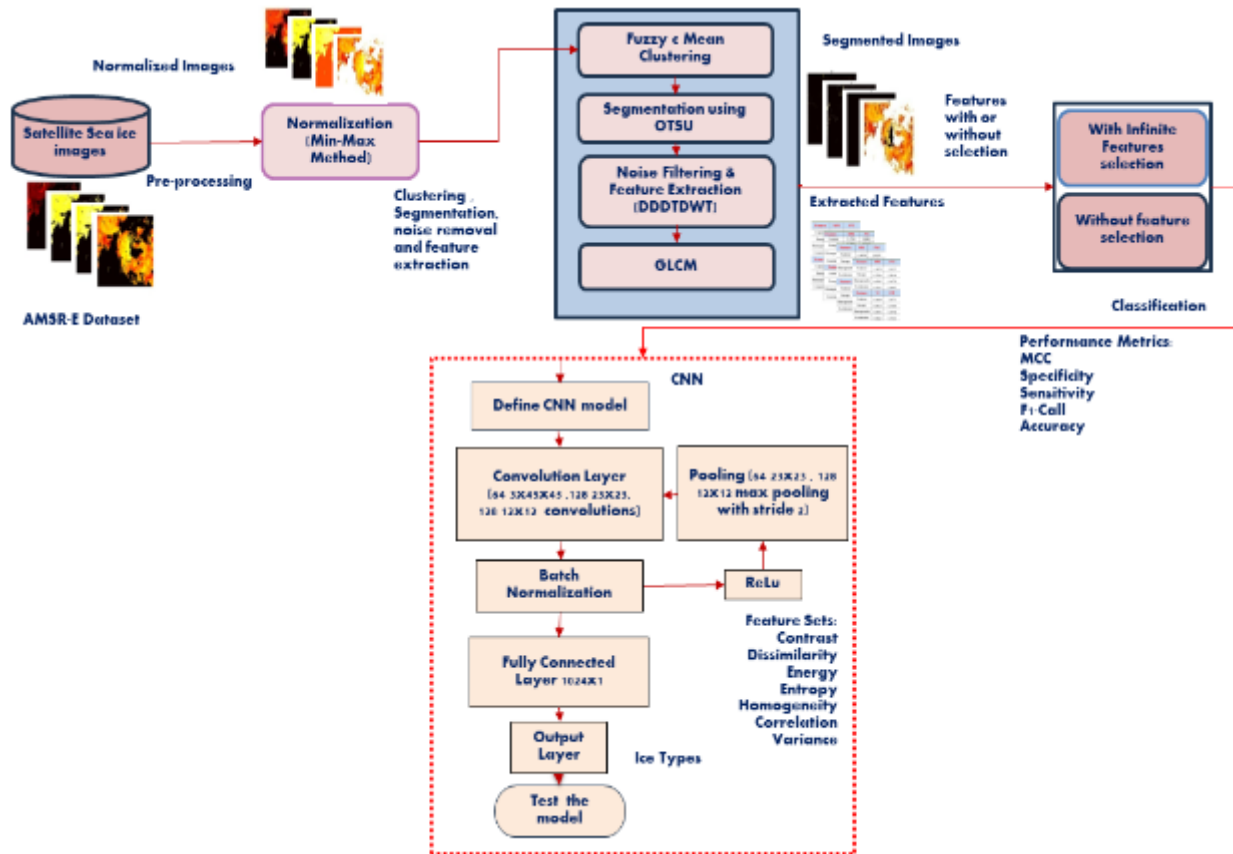 Normalized Images
Satellite Sea ice
images
Pre-processing
AMSR-E Dataset
Normalization
(Min-Max
Method)
Clustering ,
Segmentation,
noise removal
and feature
extraction
Fuzzy c Mean
Clustering
Segmentation using
OTSU
Noise Filtering &
Feature Extraction
(DDDTDWT)
GLCM
Segmented Images
Features
with or
without
selection
Extracted Features
With Infinite
Features
selection
Without feature
selection
Classification
Performance Metrics:
MCC
Specificity
Sensitivity
F1-Call
Accuracy
CNN
Define CNN model
Convolution Layer
(64 3X45X45 ,128 23X23,
128 12X12 convolutions)
Pooling (64 23X23 , 128
12X12 max pooling
with stride 2)
Batch
Normalization
ReLu
Fully Connected
Layer 1024X1
Feature Sets:
Contrast
Dissimilarity
Energy
Entropy
Homogeneity
Correlation
Variance
Output
Layer
Ice Types
Test the
model